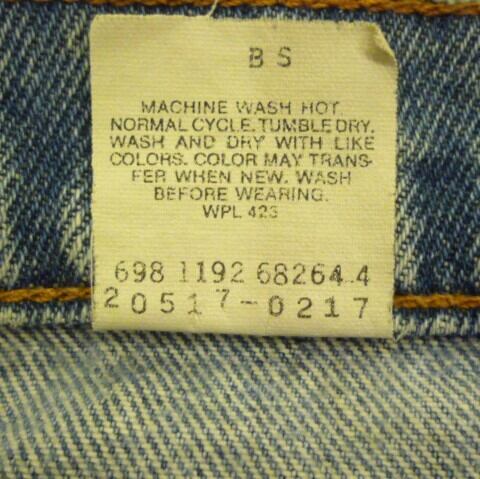 B S
MACHINE WASH HOT
NORMAL CYCLE. TUMBLE DRY.
WASH AND DRY WITH LIKE
COLORS. COLOR MAY TRANS-
FER WHEN NEW. WASH
BEFORE WEARING.
WPL 423
698 1192 68264.4
20517-0217